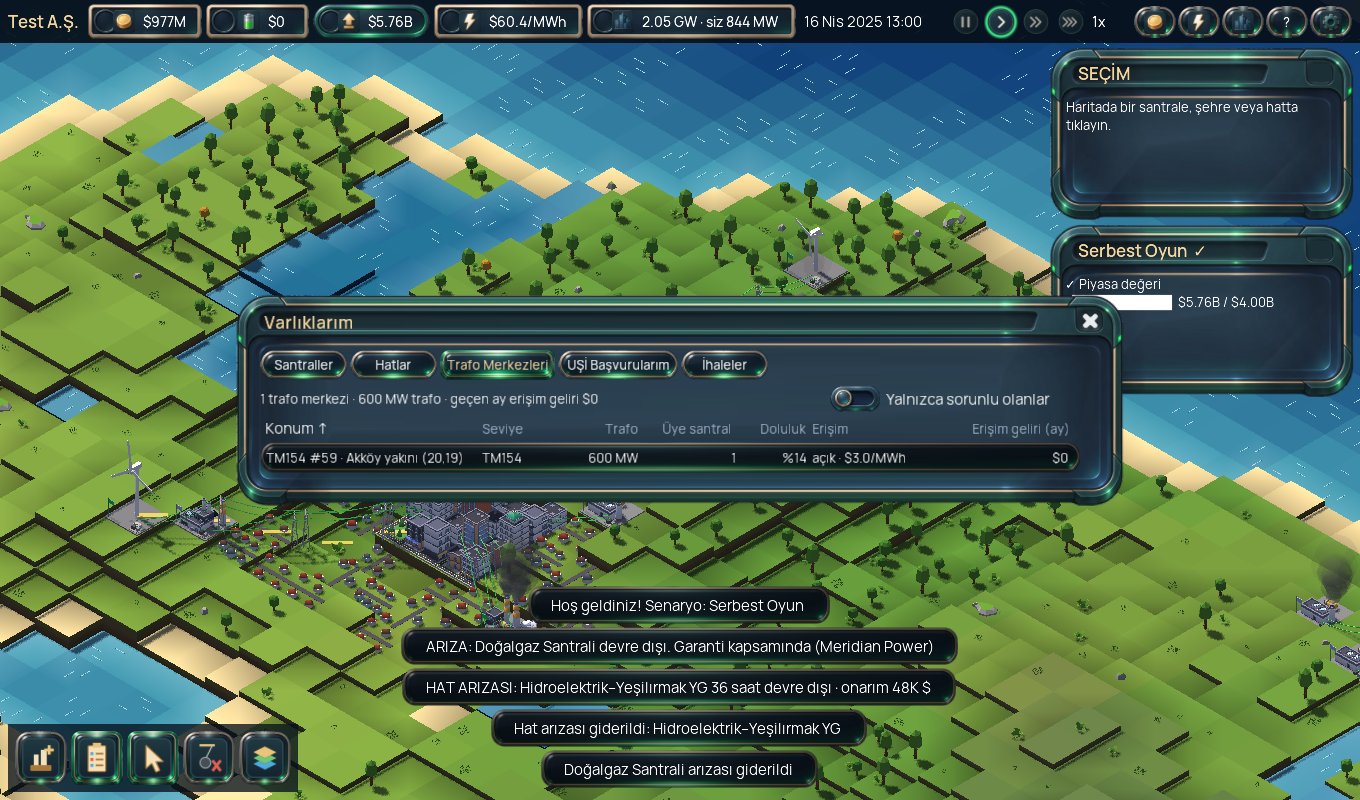 Test A.Ş. $977M $0 $5.76B $60.4/MWh 2.05 GW · siz 844 MW 16 Nis 2025 13:00 1x ?
SEÇİM
Haritada bir santrale, şehre veya hatta
tıklayın.
Serbest Oyun ✓
✓ Piyasa değeri
$5.76B / $4.00B
Varlıklarım
Santraller Hatlar Trafo Merkezleri UŞİ Başvurularım İhaleler
1 trafo merkezi · 600 MW trafo · geçen ay erişim geliri $0 Yalnızca sorunlu olanlar
Konum ↑ Seviye Trafo Üye santral Doluluk Erişim Erişim geliri (ay)
TM154 #59 · Akköy yakını (20,19) TM154 600 MW 1 %14 açık · $3.0/MWh $0
Hoş geldiniz! Senaryo: Serbest Oyun
ARIZA: Doğalgaz Santrali devre dışı. Garanti kapsamında (Meridian Power)
HAT ARIZASI: Hidroelektrik–Yeşilırmak YG 36 saat devre dışı · onarım 48K $
Hat arızası giderildi: Hidroelektrik–Yeşilırmak YG
Doğalgaz Santrali arızası giderildi